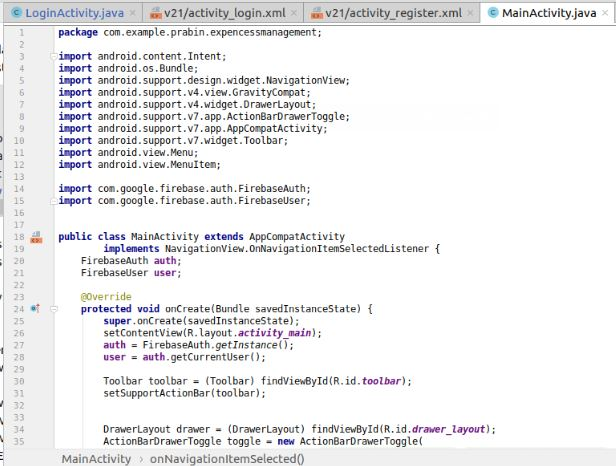 LoginActivity.java v21/activity_login.xml v21/activity_register.xml MainActivity.java
1 package com.example.prabin.expencessmanagement;
2
3 import android.content.Intent;
4 import android.os.Bundle;
5 import android.support.design.widget.NavigationView;
6 import android.support.v4.view.GravityCompat;
7 import android.support.v4.widget.DrawerLayout;
8 import android.support.v7.app.ActionBarDrawerToggle;
9 import android.support.v7.app.AppCompatActivity;
10 import android.support.v7.widget.Toolbar;
11 import android.view.Menu;
12 import android.view.MenuItem;
13
14 import com.google.firebase.auth.FirebaseAuth;
15 import com.google.firebase.auth.FirebaseUser;
16
17
18 public class MainActivity extends AppCompatActivity
19 implements NavigationView.OnNavigationItemSelectedListener {
20 FirebaseAuth auth;
21 FirebaseUser user;
22
23 @Override
24 protected void onCreate(Bundle savedInstanceState) {
25 super.onCreate(savedInstanceState);
26 setContentView(R.layout.activity_main);
27 auth = FirebaseAuth.getInstance();
28 user = auth.getCurrentUser();
29
30 Toolbar toolbar = (Toolbar) findViewById(R.id.toolbar);
31 setSupportActionBar(toolbar);
32
33
34 DrawerLayout drawer = (DrawerLayout) findViewById(R.id.drawer_layout);
35 ActionBarDrawerToggle toggle = new ActionBarDrawerToggle(
MainActivity › onNavigationItemSelected()